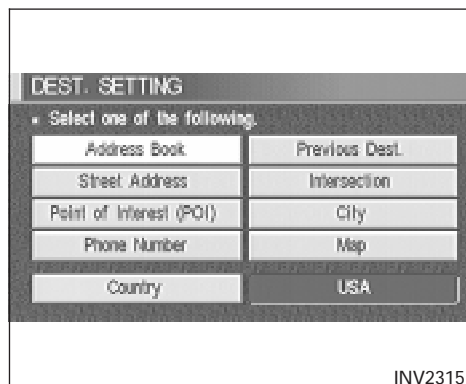 DEST. SETTING
Select one of the following.
Address Book Previous Dest.
Street Address Intersection
Point of Interest (POI) City
Phone Number Map
Country USA
INV2315